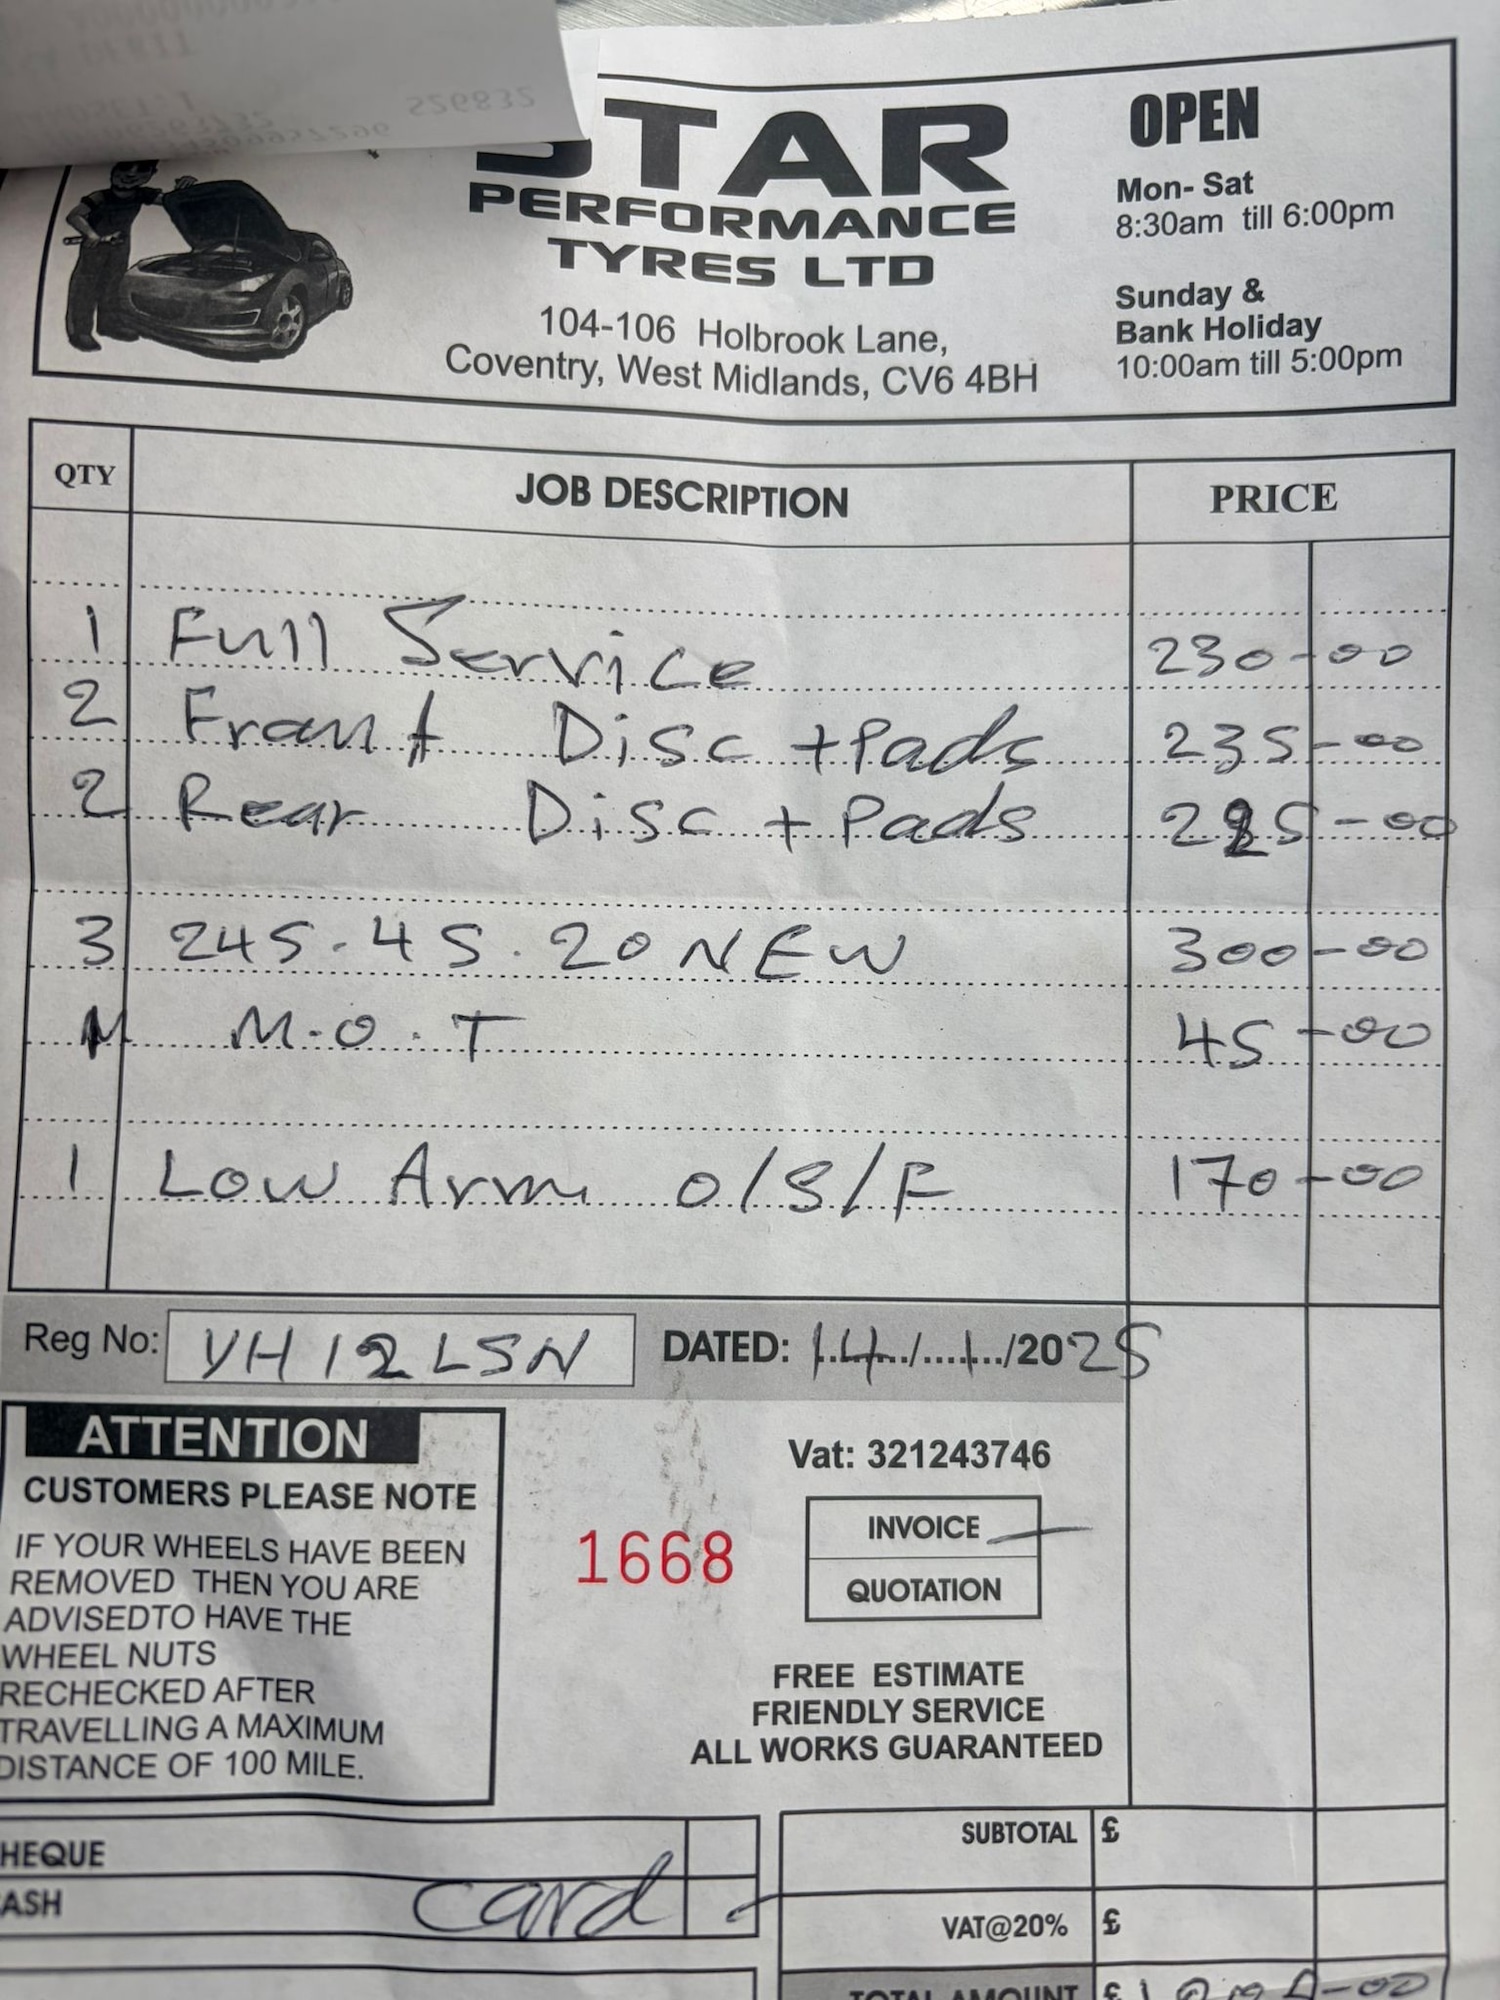 526832
STAR
PERFORMANCE
TYRES LTD
104-106 Holbrook Lane,
Coventry, West Midlands, CV6 4BH
OPEN
Mon- Sat
8:30am till 6:00pm
Sunday &
Bank Holiday
10:00am till 5:00pm
QTY JOB DESCRIPTION PRICE
1 Full Service 230-00
2 Front Disc + Pads 235-00
2 Rear Disc + Pads 225-00
3 245.45.20 NEW 300-00
M.O.T 45-00
1 Low Arm O/S/F 170-00
Reg No: YH12LSN DATED: 14/1/2025
ATTENTION
CUSTOMERS PLEASE NOTE
IF YOUR WHEELS HAVE BEEN
REMOVED THEN YOU ARE
ADVISEDTO HAVE THE
WHEEL NUTS
RECHECKED AFTER
TRAVELLING A MAXIMUM
DISTANCE OF 100 MILE.
1668
Vat: 321243746
INVOICE
QUOTATION
FREE ESTIMATE
FRIENDLY SERVICE
ALL WORKS GUARANTEED
HEQUE
ASH card
SUBTOTAL £
VAT@20% £
TOTAL AMOUNT £